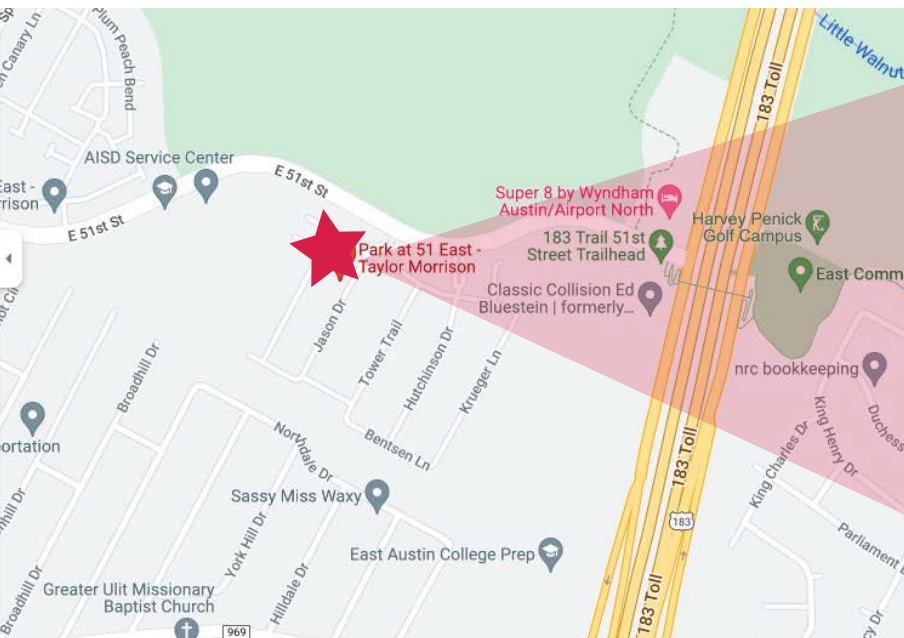 Sp
n Canary Ln
Plum Peach Bend
Little Walnut
183 Toll
AISD Service Center
E 51st St
East -
rrison
E 51st St
Super 8 by Wyndham
Austin/Airport North
Harvey Penick
Golf Campus
183 Trail 51st
Street Trailhead
Park at 51 East -
Taylor Morrison
East Comm
Classic Collision Ed
Bluestein | formerly...
Jason Dr
Tower Trail
Hutchinson Dr
Krueger Ln
Broadhill Dr
nrc bookkeeping
King Charles Dr
King Henry Dr
Duchess
ortation
Northdale Dr
Bentsen Ln
183 Toll
Sassy Miss Waxy
183
nhill Dr
York Hill Dr
East Austin College Prep
Parliament
Hilldale Dr
Broadhill Dr
Greater Ulit Missionary
Baptist Church
969
183 Toll
cy Dr